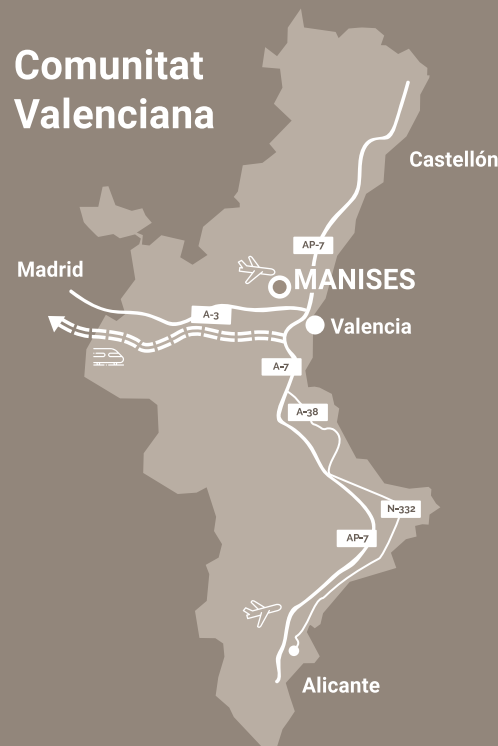 Comunitat
Valenciana
Castellón
AP-7
Madrid
MANISES
A-3
Valencia
A-7
A-38
N-332
AP-7
Alicante